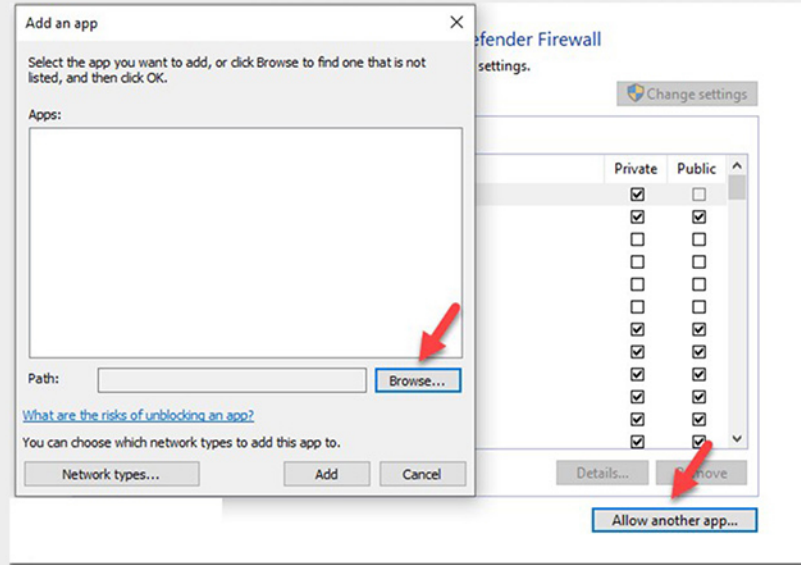 Add an app
Select the app you want to add, or click Browse to find one that is not
listed, and then click OK.
Apps:
Path:
Browse...
What are the risks of unblocking an app?
You can choose which network types to add this app to.
Network types...
Add
Cancel
Defender Firewall
settings.
Change settings
Private Public
Details...
Remove
Allow another app...